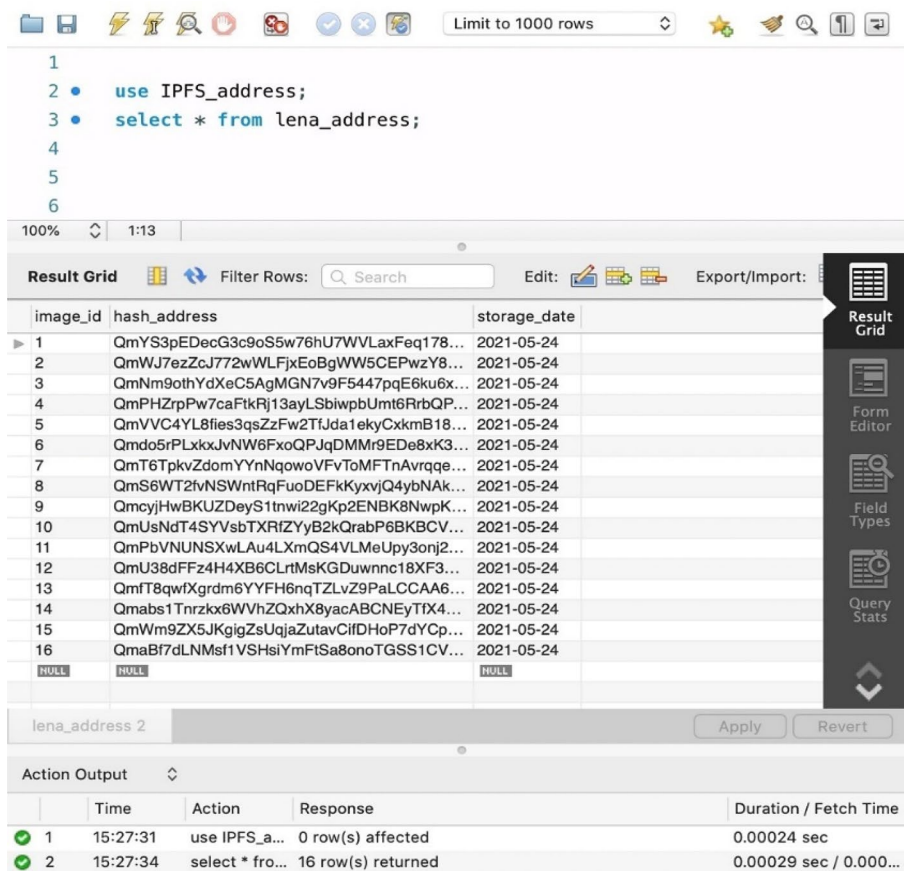 Limit to 1000 rows
1
2 use IPFS_address;
3 select * from lena_address;
4
5
6
100% 1:13
Result Grid Filter Rows: Search Edit: Export/Import:
image_id hash_address storage_date
1 QmYS3pEDecG3c9oS5w76hU7WVLaxFeq178... 2021-05-24
2 QmWJ7ezZcJ772wWLFjxEoBgWW5CEPwzY8... 2021-05-24
3 QmNm9othYdXeC5AgMGN7v9F5447pqE6ku6x... 2021-05-24
4 QmPHZrpPw7caFtkRj13ayLSbiwpbUmt6RrbQP... 2021-05-24
5 QmVVC4YL8fies3qsZzFw2TfJda1ekyCxkmB18... 2021-05-24
6 Qmdo5rPLxkxJvNW6FxoQPJqDMMr9EDe8xK3... 2021-05-24
7 QmT6TpkvZdomYYnNqowoVFvToMFTnAvrqqe... 2021-05-24
8 QmS6WT2fvNSWntRqFuoDEFkKyxvjQ4ybNAk... 2021-05-24
9 QmcyjHwBKUZDeyS1tnwi22gKp2ENBK8NwpK... 2021-05-24
10 QmUsNdT4SYVsbTXRfZYyB2kQrabP6BKBCV... 2021-05-24
11 QmPbVNUNSXwLAu4LXmQS4VLMeUpy3onj2... 2021-05-24
12 QmU38dFFz4H4XB6CLrtMsKGDuwnnc18XF3... 2021-05-24
13 QmfT8qwfXgrdm6YYFH6nqTZLvZ9PaLCCAA6... 2021-05-24
14 Qmabs1Tnrzkx6WVhZQxhX8yacABCNEyTfX4... 2021-05-24
15 QmWm9ZX5JKgigZsUqjaZutavCifDHoP7dYCp... 2021-05-24
16 QmaBf7dLNMsf1VSHsiYmFtSa8onoTGSS1CV... 2021-05-24
NULL NULL NULL
Result
Grid
Form
Editor
Field
Types
Query
Stats
lena_address 2 Apply Revert
Action Output
Time Action Response Duration / Fetch Time
1 15:27:31 use IPFS_a... 0 row(s) affected 0.00024 sec
2 15:27:34 select * fro... 16 row(s) returned 0.00029 sec / 0.000...